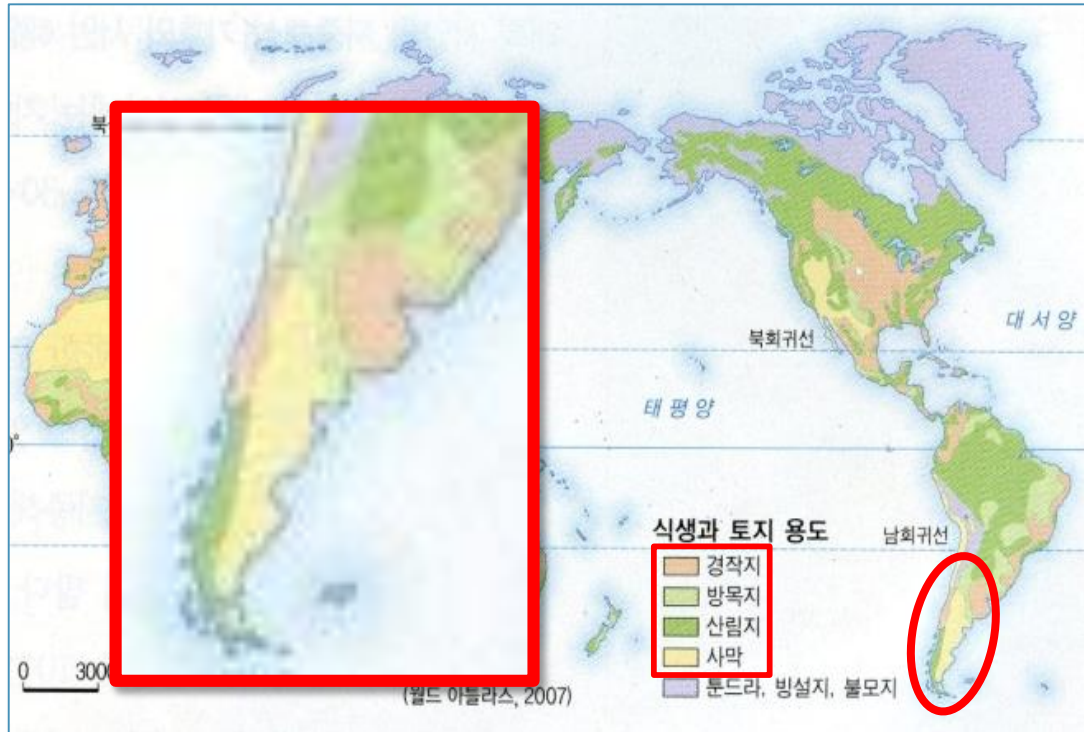 북
북회귀선
대서양
태평양
0°
남회귀선
식생과 토지 용도
경작지
방목지
산림지
사막
툰드라, 빙설지, 불모지
0 3000
(월드 아틀라스, 2007)